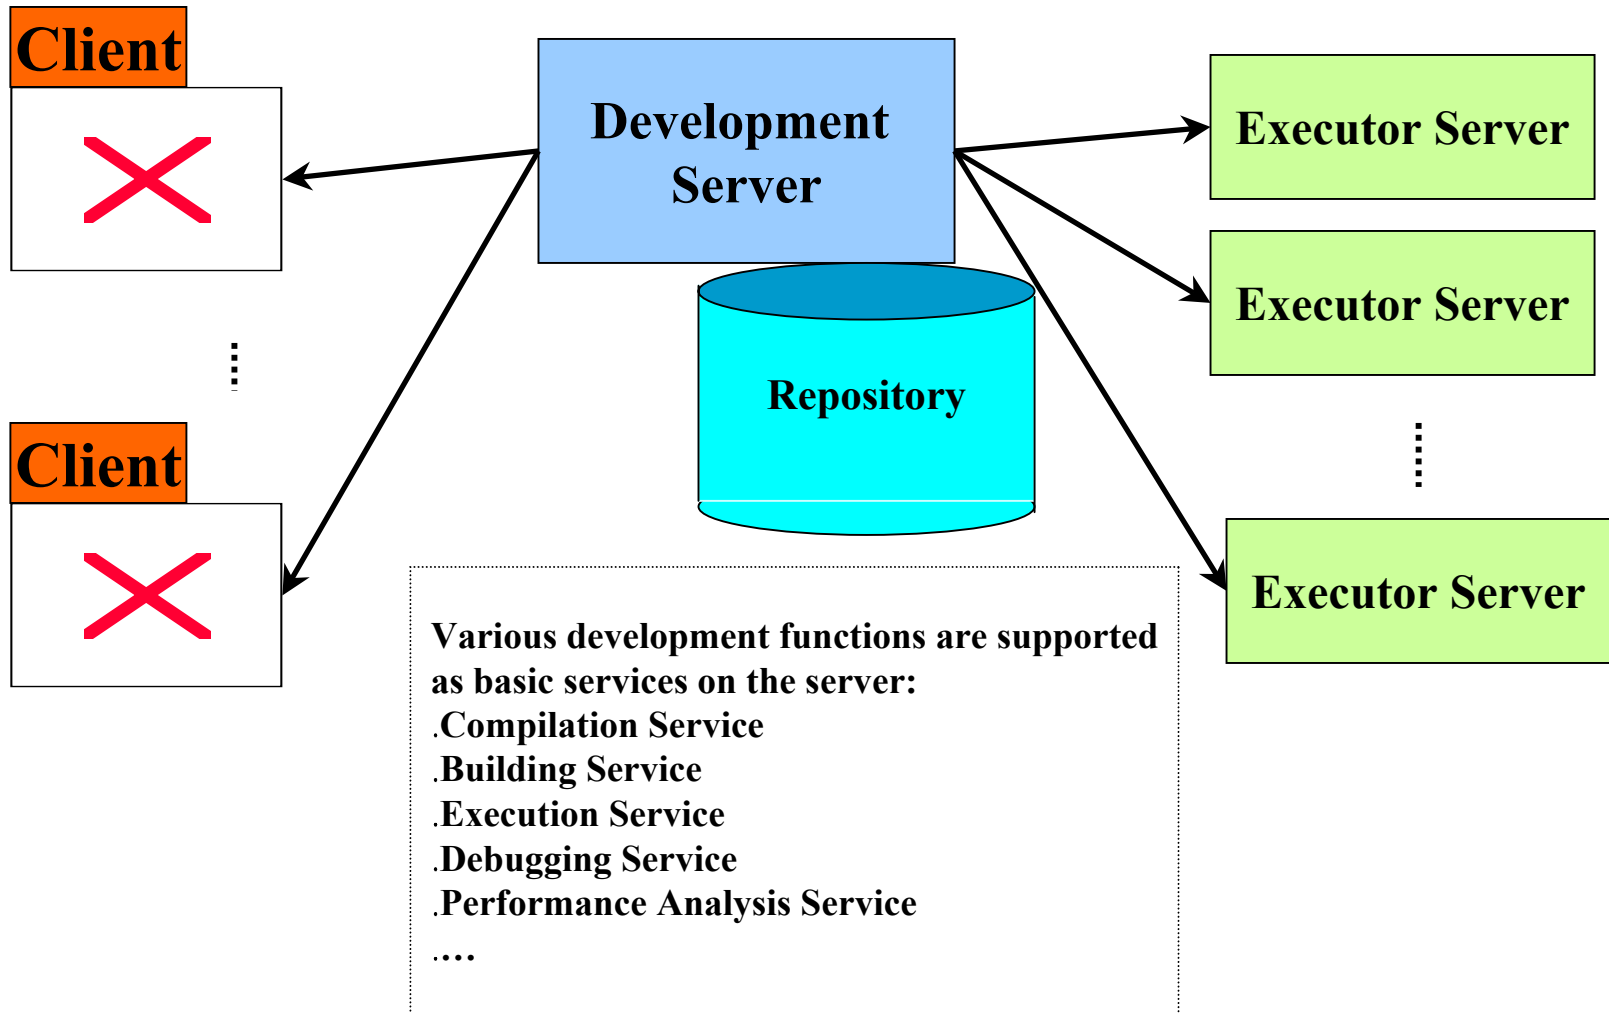 Client
Development
Server
Executor Server
Executor Server
Repository
Client
Executor Server
Various development functions are supported
as basic services on the server:
.Compilation Service
.Building Service
.Execution Service
.Debugging Service
.Performance Analysis Service
.…